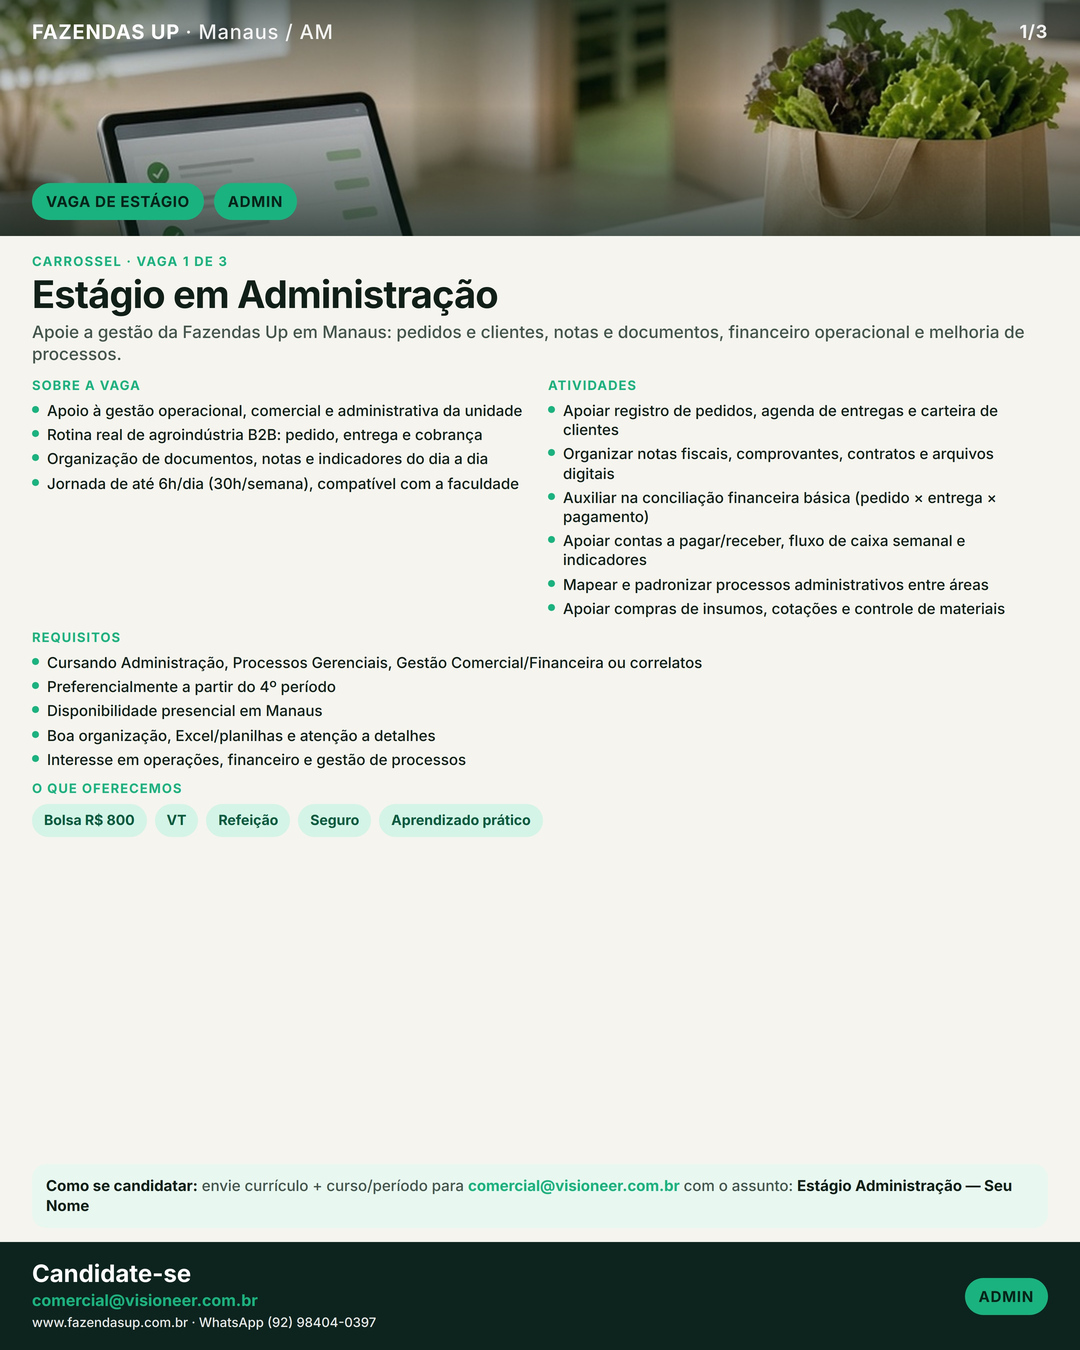 FAZENDAS UP · Manaus / AM
1/3
VAGA DE ESTÁGIO
ADMIN
CARROSSEL · VAGA 1 DE 3
Estágio em Administração
Apoie a gestão da Fazendas Up em Manaus: pedidos e clientes, notas e documentos, financeiro operacional e melhoria de
processos.
SOBRE A VAGA
Apoio à gestão operacional, comercial e administrativa da unidade
Rotina real de agroindústria B2B: pedido, entrega e cobrança
Organização de documentos, notas e indicadores do dia a dia
Jornada de até 6h/dia (30h/semana), compatível com a faculdade
ATIVIDADES
Apoiar registro de pedidos, agenda de entregas e carteira de
clientes
Organizar notas fiscais, comprovantes, contratos e arquivos
digitais
Auxiliar na conciliação financeira básica (pedido × entrega ×
pagamento)
Apoiar contas a pagar/receber, fluxo de caixa semanal e
indicadores
Mapear e padronizar processos administrativos entre áreas
Apoiar compras de insumos, cotações e controle de materiais
REQUISITOS
Cursando Administração, Processos Gerenciais, Gestão Comercial/Financeira ou correlatos
Preferencialmente a partir do 4º período
Disponibilidade presencial em Manaus
Boa organização, Excel/planilhas e atenção a detalhes
Interesse em operações, financeiro e gestão de processos
O QUE OFERECEMOS
Bolsa R$ 800
VT
Refeição
Seguro
Aprendizado prático
Como se candidatar: envie currículo + curso/período para comercial@visioneer.com.br com o assunto: Estágio Administração — Seu
Nome
Candidate-se
comercial@visioneer.com.br
www.fazendasup.com.br · WhatsApp (92) 98404-0397
ADMIN